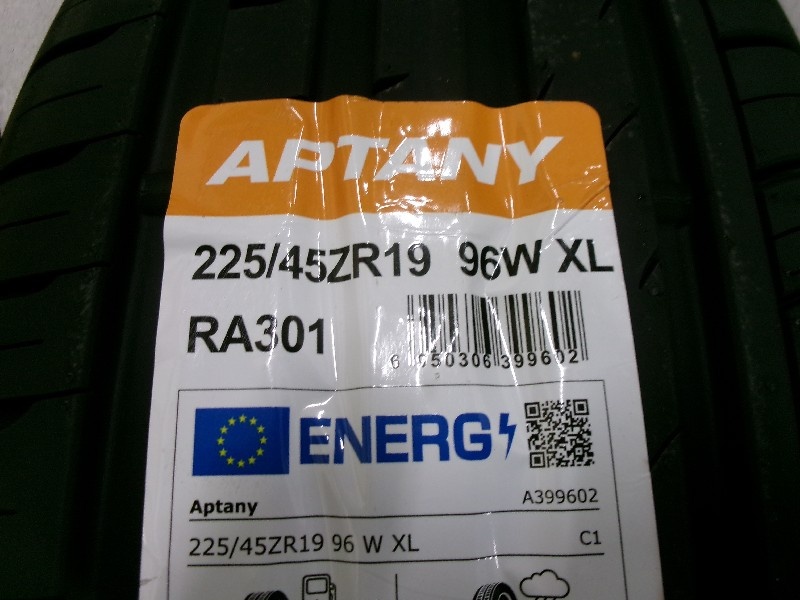 APTANY
225/45ZR19 96W XL
RA301
6 950306 399602
ENERG
Aptany A399602
225/45ZR19 96 W XL C1